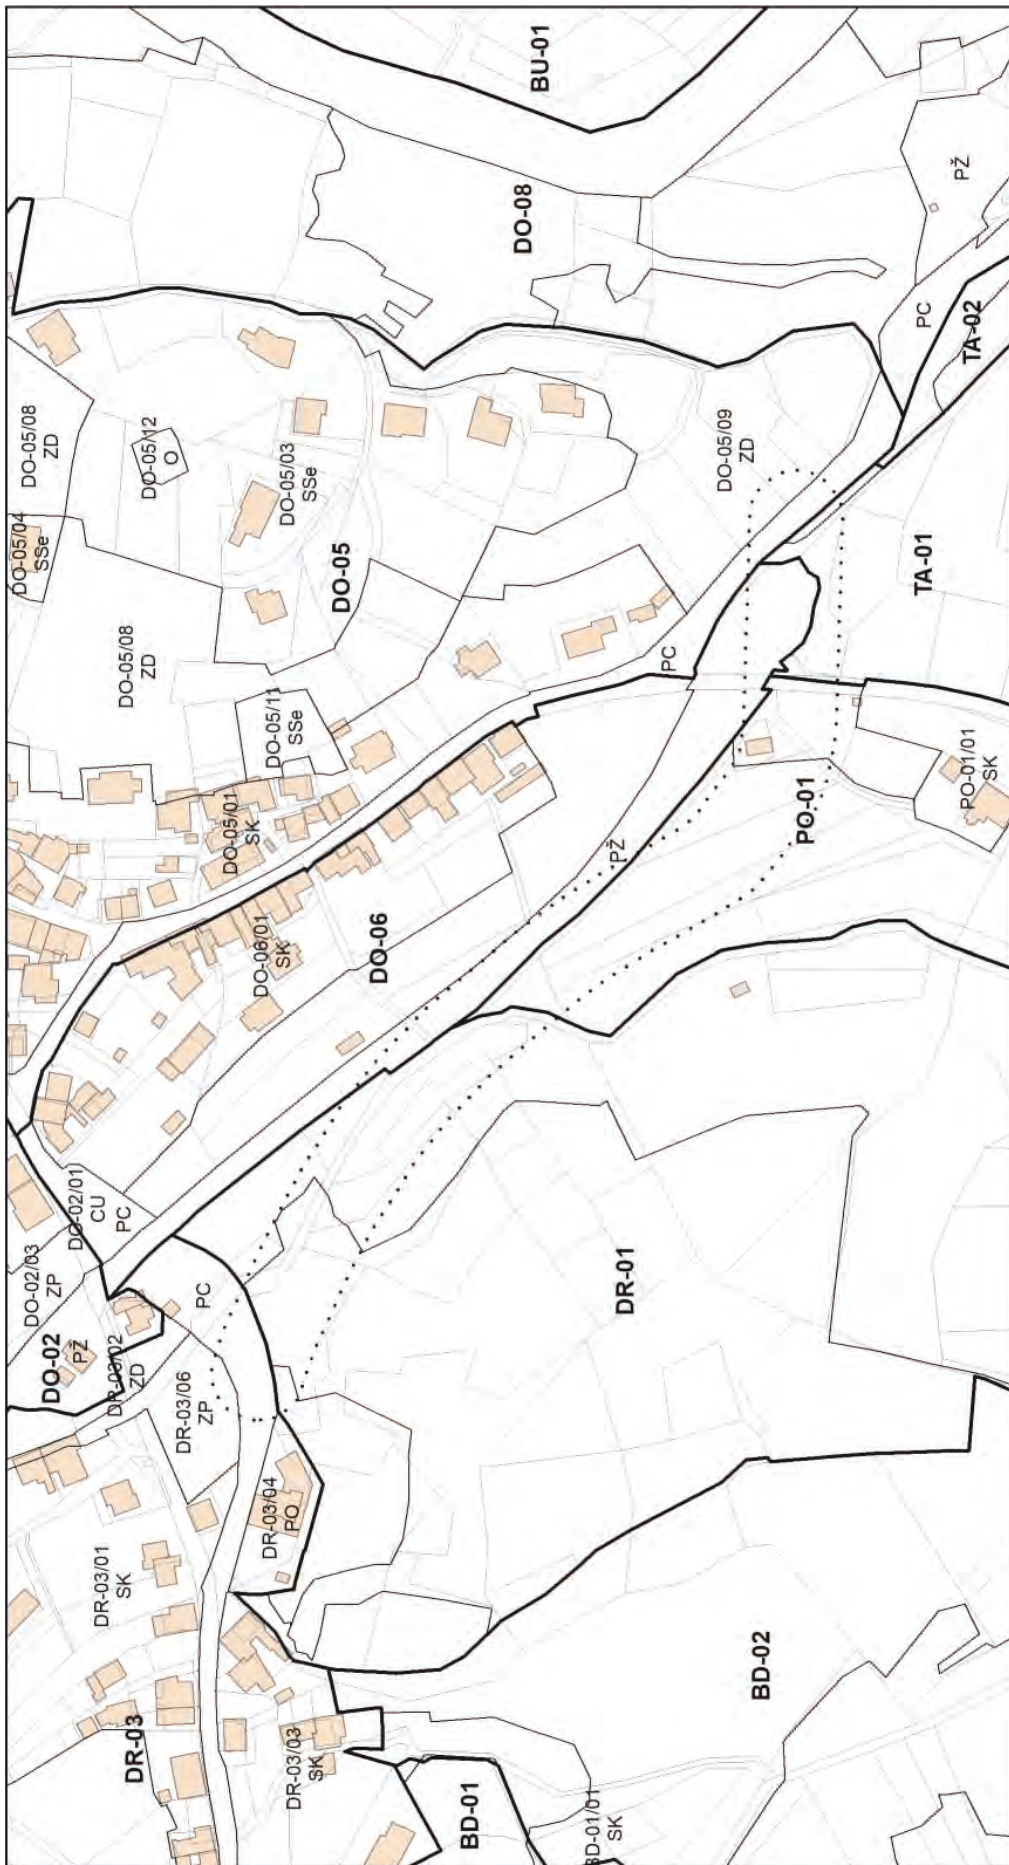 DO-05/04
SSe
DO-05/08
ZD
DO-02/03
ZP
DO-02
PŽ
DO-02/01
CU
PC
DR-03/02
ZD
DR-03/01
SK
DO-05/08
ZD
DR-03
DO-05/12
O
DR-03/06
ZP
PC
DO-05/01
SK
DR-03/04
PO
DO-06/01
SK
DO-05/11
SSe
DO-05/03
SSe
DR-03/03
SK
DO-05
DO-06
BD-01
DO-08
BU-01
BD-01/01
SK
PŽ
DR-01
PC
DO-05/09
ZD
BD-02
PO-01
TA-01
PC
PŽ
PO-01/01
SK
TA-02